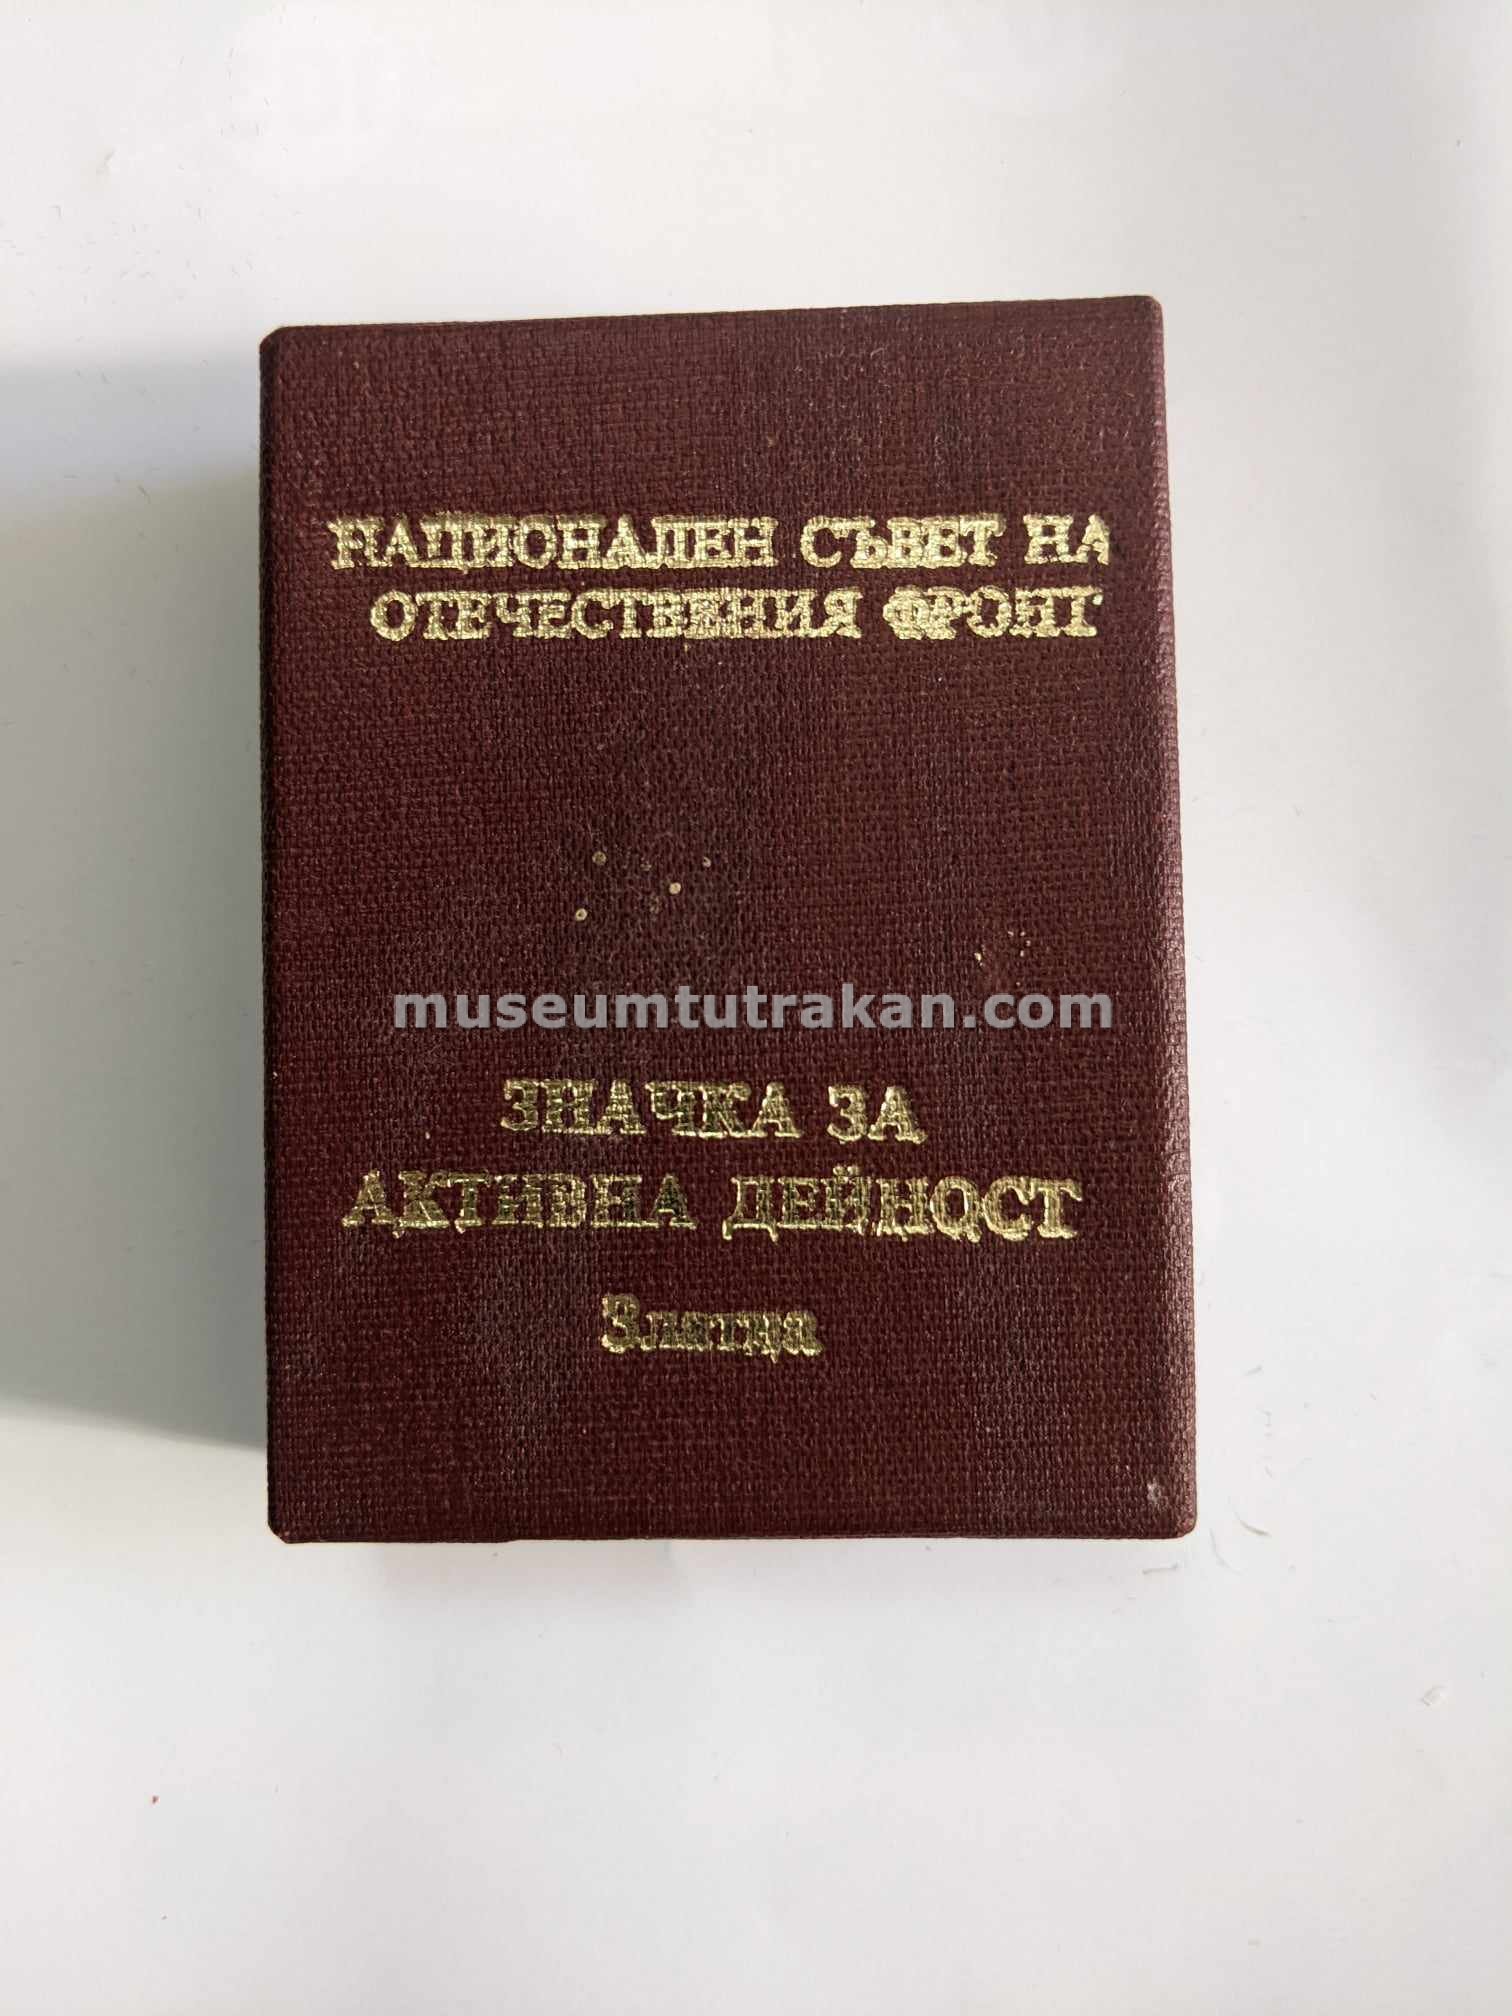 НАЦИОНАЛЕН СЪВЕТ НА
ОТЕЧЕСТВЕНИЯ ФРОНТ
museumtutrakan.com
ЗНАЧКА ЗА
АКТИВНА ДЕЙНОСТ
Златна